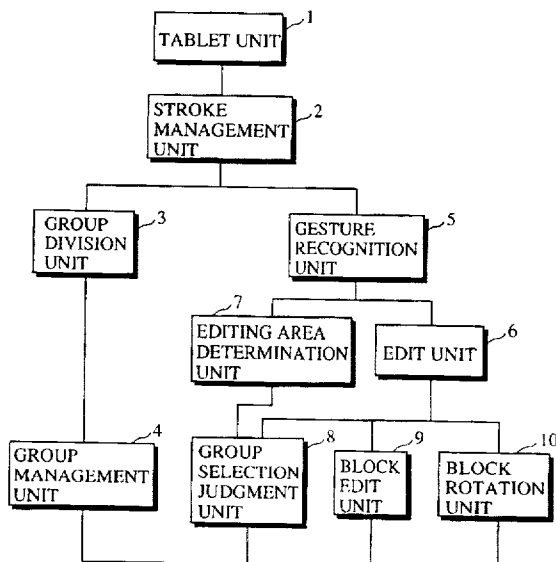 1
TABLET UNIT
2
STROKE
MANAGEMENT
UNIT
3
GROUP
DIVISION
UNIT
5
GESTURE
RECOGNITION
UNIT
7
EDITING AREA
DETERMINATION
UNIT
6
EDIT UNIT
4
GROUP
MANAGEMENT
UNIT
8
GROUP
SELECTION
JUDGMENT
UNIT
9
BLOCK
EDIT
UNIT
10
BLOCK
ROTATION
UNIT